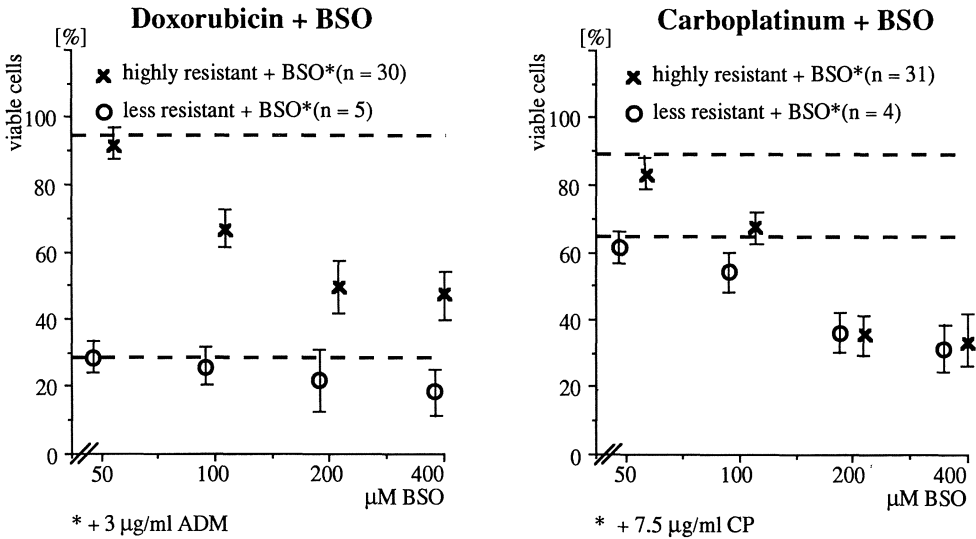 Doxorubicin + BSO
[%]
viable cells
highly resistant + BSO*(n = 30)
less resistant + BSO*(n = 5)
100
80
60
40
20
0
50 100 200 400
µM BSO
* + 3 µg/ml ADM
Carboplatinum + BSO
[%]
viable cells
highly resistant + BSO*(n = 31)
less resistant + BSO*(n = 4)
100
80
60
40
20
0
50 100 200 400
µM BSO
* + 7.5 µg/ml CP